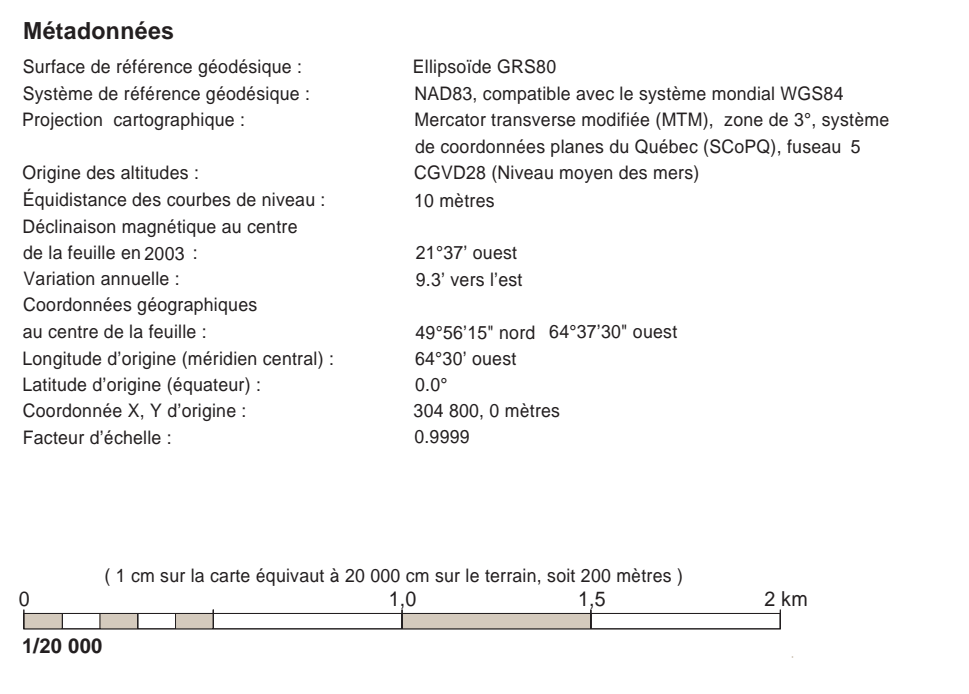 Métadonnées
Surface de référence géodésique : Ellipsoïde GRS80
Système de référence géodésique : NAD83, compatible avec le système mondial WGS84
Projection cartographique : Mercator transverse modifiée (MTM), zone de 3°, système
de coordonnées planes du Québec (SCoPQ), fuseau 5
Origine des altitudes : CGVD28 (Niveau moyen des mers)
Équidistance des courbes de niveau : 10 mètres
Déclinaison magnétique au centre
de la feuille en 2003 : 21°37' ouest
Variation annuelle : 9.3' vers l'est
Coordonnées géographiques
au centre de la feuille : 49°56'15" nord 64°37'30" ouest
Longitude d'origine (méridien central) : 64°30' ouest
Latitude d'origine (équateur) : 0.0°
Coordonnée X, Y d'origine : 304 800, 0 mètres
Facteur d'échelle : 0.9999
( 1 cm sur la carte équivaut à 20 000 cm sur le terrain, soit 200 mètres )
0 1,0 1,5 2 km
1/20 000